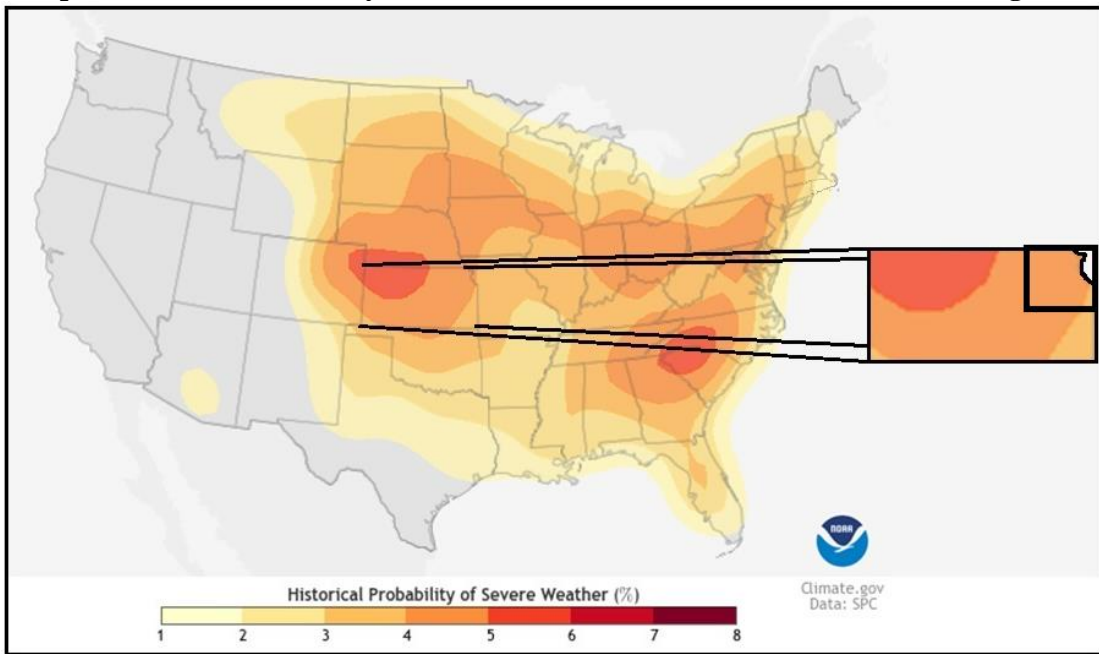 NOAA
Climate.gov
Data: SPC
Historical Probability of Severe Weather (%)
1 2 3 4 5 6 7 8